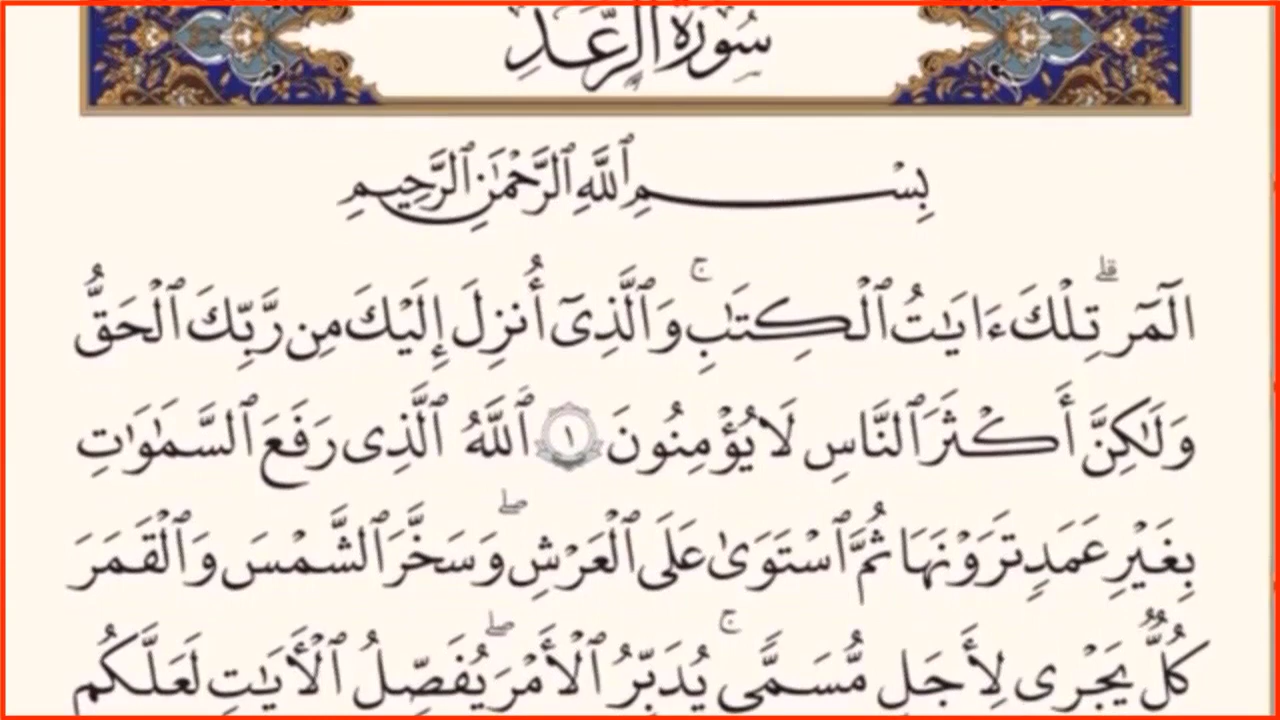 سُورَةُ الرَّعْدِ
بِسْمِ ٱللَّهِ ٱلرَّحْمَٰنِ ٱلرَّحِيمِ
الٓمٓر ۗ تِلْكَ ءَايَٰتُ ٱلْكِتَٰبِ ۚ وَٱلَّذِىٓ أُنزِلَ إِلَيْكَ مِن رَّبِّكَ ٱلْحَقُّ
وَلَٰكِنَّ أَكْثَرَ ٱلنَّاسِ لَا يُؤْمِنُونَ ١ ٱللَّهُ ٱلَّذِى رَفَعَ ٱلسَّمَٰوَٰتِ
بِغَيْرِ عَمَدٍ تَرَوْنَهَا ثُمَّ ٱسْتَوَىٰ عَلَى ٱلْعَرْشِ ۖ وَسَخَّرَ ٱلشَّمْسَ وَٱلْقَمَرَ
كُلٌّ يَجْرِى لِأَجَلٍ مُّسَمًّى ۚ يُدَبِّرُ ٱلْأَمْرَ ۖ يُفَصِّلُ ٱلْأَيَٰتِ لَعَلَّكُم